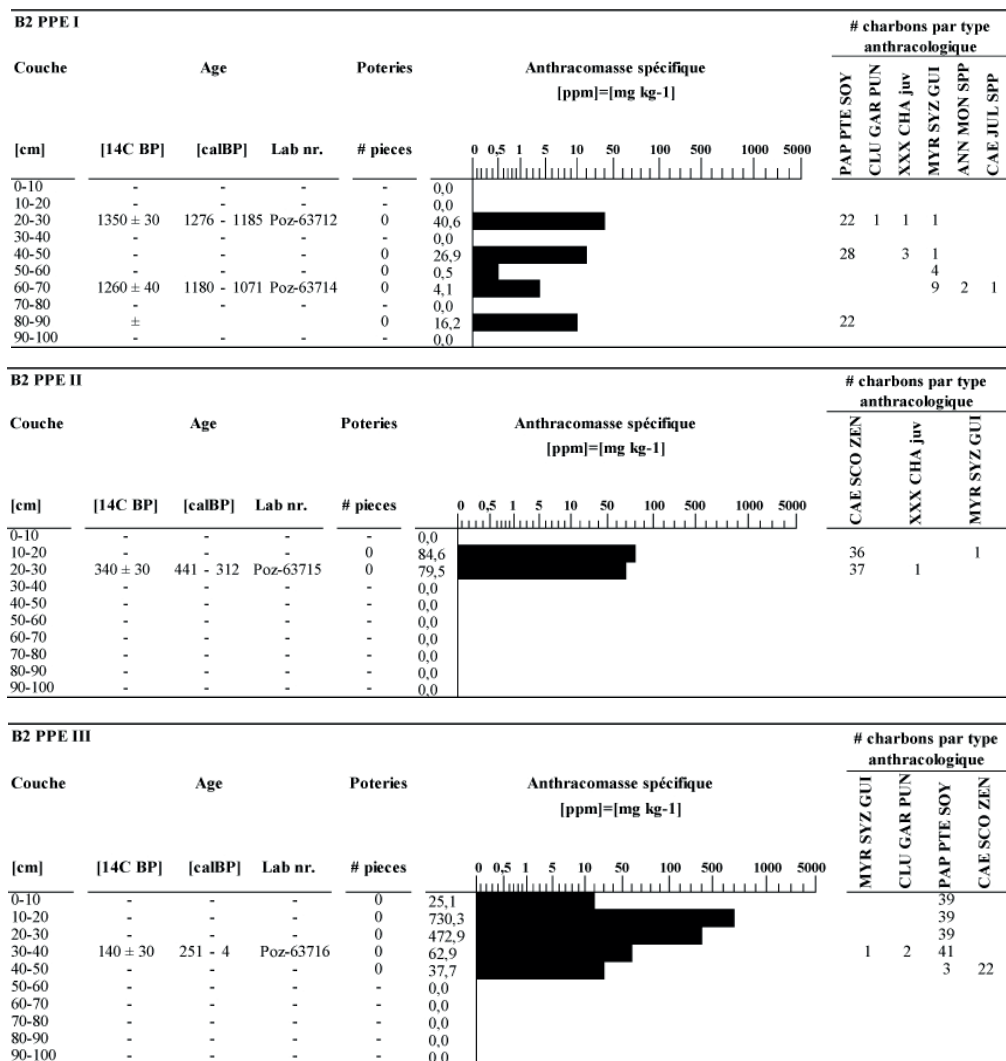 B2 PPE I
# charbons par type
anthracologique
Couche Age Poteries Anthracomasse spécifique
[ppm]=[mg kg-1]
PAP PTE SOY
CLU GAR PUN
XXX CHA juv
MYR SYZ GUI
ANN MON SPP
CAE JUL SPP
[cm] [14C BP] [calBP] Lab nr. # pieces 0 0,5 1 5 10 50 100 500 1000 5000
0-10 - - - - 0,0
10-20 - - - - 0,0
20-30 1350 ± 30 1276 - 1185 Poz-63712 0 40,6 22 1 1 1
30-40 - - - - 0,0
40-50 - - - 0 26,9 28 3 1
50-60 - - - 0 0,5 4
60-70 1260 ± 40 1180 - 1071 Poz-63714 0 4,1 9 2 1
70-80 - - - - 0,0
80-90 ± - - 0 16,2 22
90-100 - - - - 0,0
B2 PPE II
# charbons par type
anthracologique
Couche Age Poteries Anthracomasse spécifique
[ppm]=[mg kg-1]
CAE SCO ZEN
XXX CHA juv
MYR SYZ GUI
[cm] [14C BP] [calBP] Lab nr. # pieces 0 0,5 1 5 10 50 100 500 1000 5000
0-10 - - - - 0,0
10-20 - - - 0 84,6 36 1
20-30 340 ± 30 441 - 312 Poz-63715 0 79,5 37 1
30-40 - - - - 0,0
40-50 - - - - 0,0
50-60 - - - - 0,0
60-70 - - - - 0,0
70-80 - - - - 0,0
80-90 - - - - 0,0
90-100 - - - - 0,0
B2 PPE III
# charbons par type
anthracologique
Couche Age Poteries Anthracomasse spécifique
[ppm]=[mg kg-1]
MYR SYZ GUI
CLU GAR PUN
PAP PTE SOY
CAE SCO ZEN
[cm] [14C BP] [calBP] Lab nr. # pieces 0 0,5 1 5 10 50 100 500 1000 5000
0-10 - - - 0 25,1 39
10-20 - - - 0 730,3 39
20-30 - - - 0 472,9 39
30-40 140 ± 30 251 - 4 Poz-63716 0 62,9 1 2 41
40-50 - - - 0 37,7 3 22
50-60 - - - - 0,0
60-70 - - - - 0,0
70-80 - - - - 0,0
80-90 - - - - 0,0
90-100 - - - - 0,0